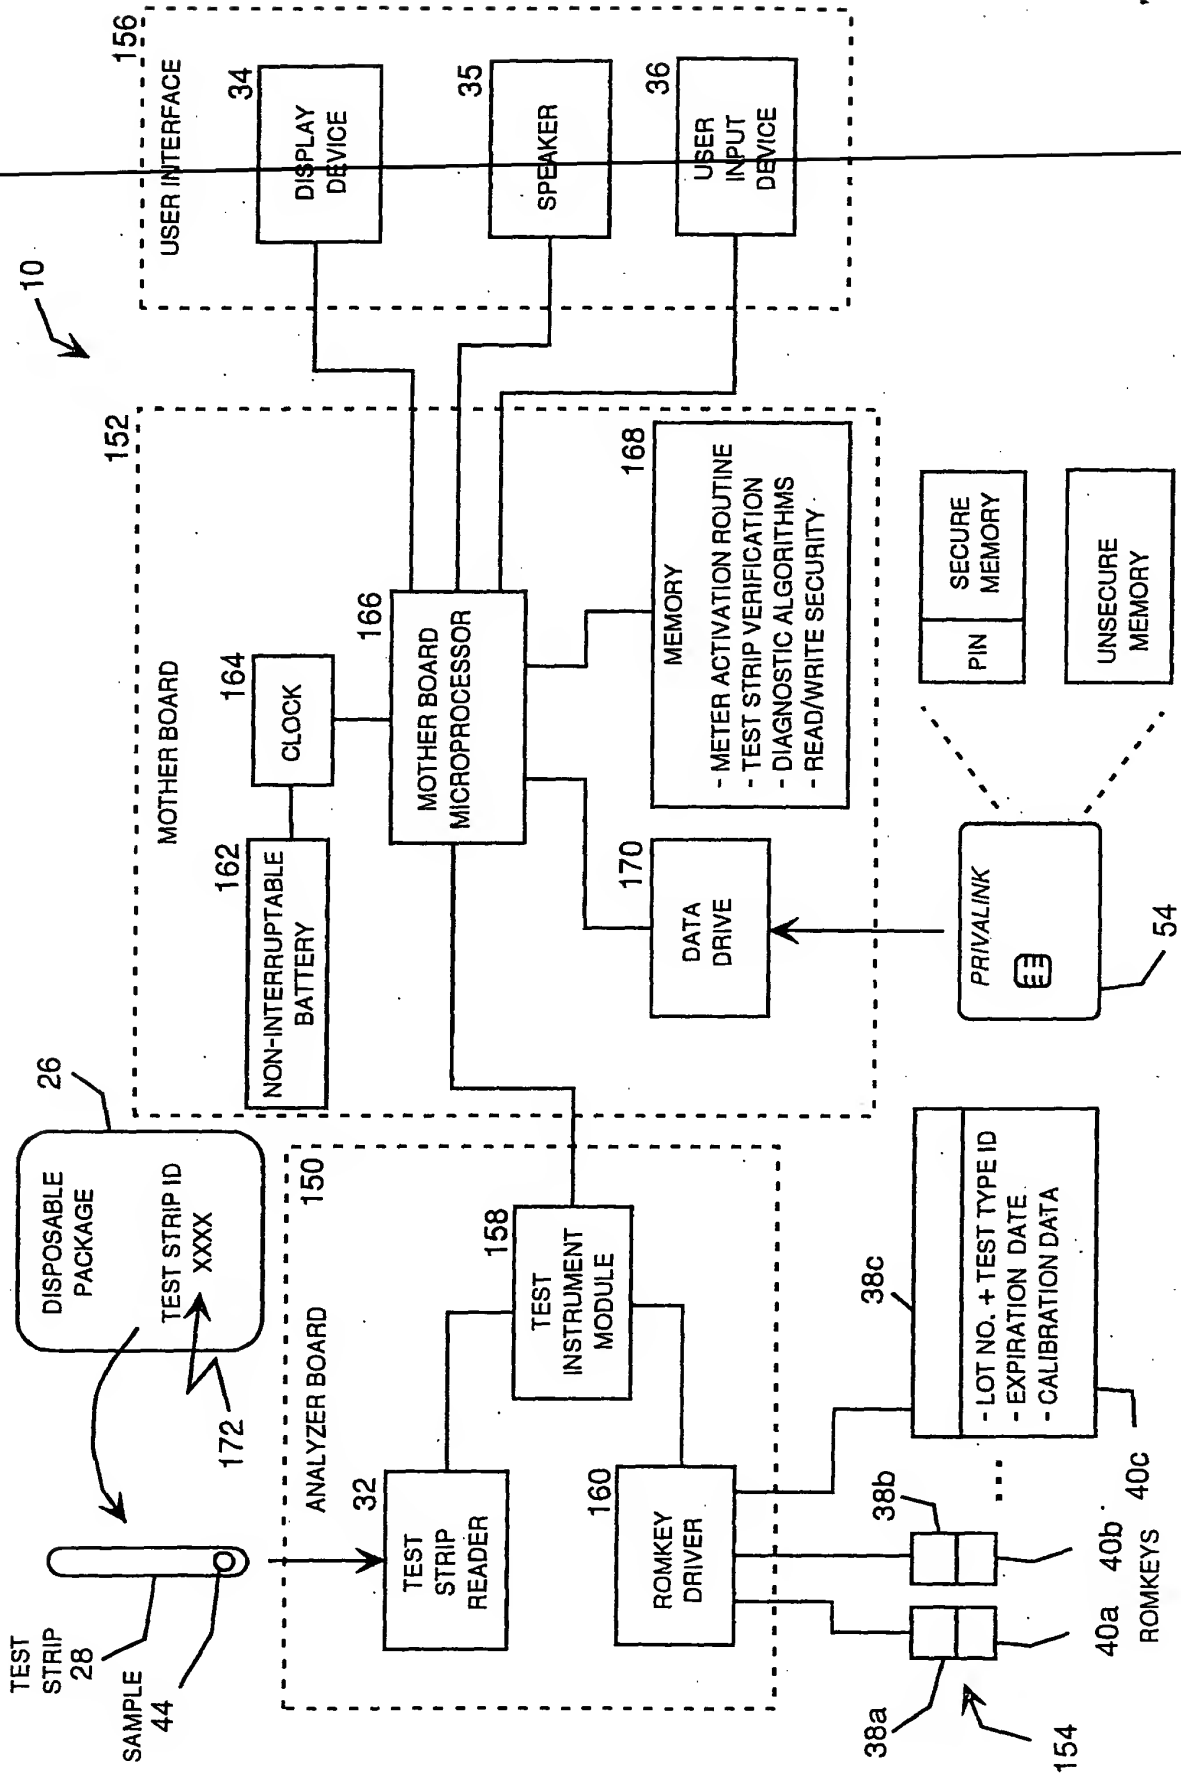 10
156
USER INTERFACE
34
DISPLAY
DEVICE
35
SPEAKER
36
USER
INPUT
DEVICE
152
MOTHER BOARD
162
NON-INTERRUPTABLE
BATTERY
164
CLOCK
166
MOTHER BOARD
MICROPROCESSOR
168
MEMORY
- METER ACTIVATION ROUTINE
- TEST STRIP VERIFICATION
- DIAGNOSTIC ALGORITHMS
- READ/WRITE SECURITY
170
DATA
DRIVE
PIN
SECURE
MEMORY
UNSECURE
MEMORY
PRIVALINK
54
26
DISPOSABLE
PACKAGE
TEST STRIP ID
XXXX
172
TEST
STRIP
28
SAMPLE
44
150
ANALYZER BOARD
32
TEST
STRIP
READER
158
TEST
INSTRUMENT
MODULE
160
ROMKEY
DRIVER
38a
38b
...
38c
- LOT NO. + TEST TYPE ID
- EXPIRATION DATE
- CALIBRATION DATA
40a
40b
40c
ROMKEYS
154